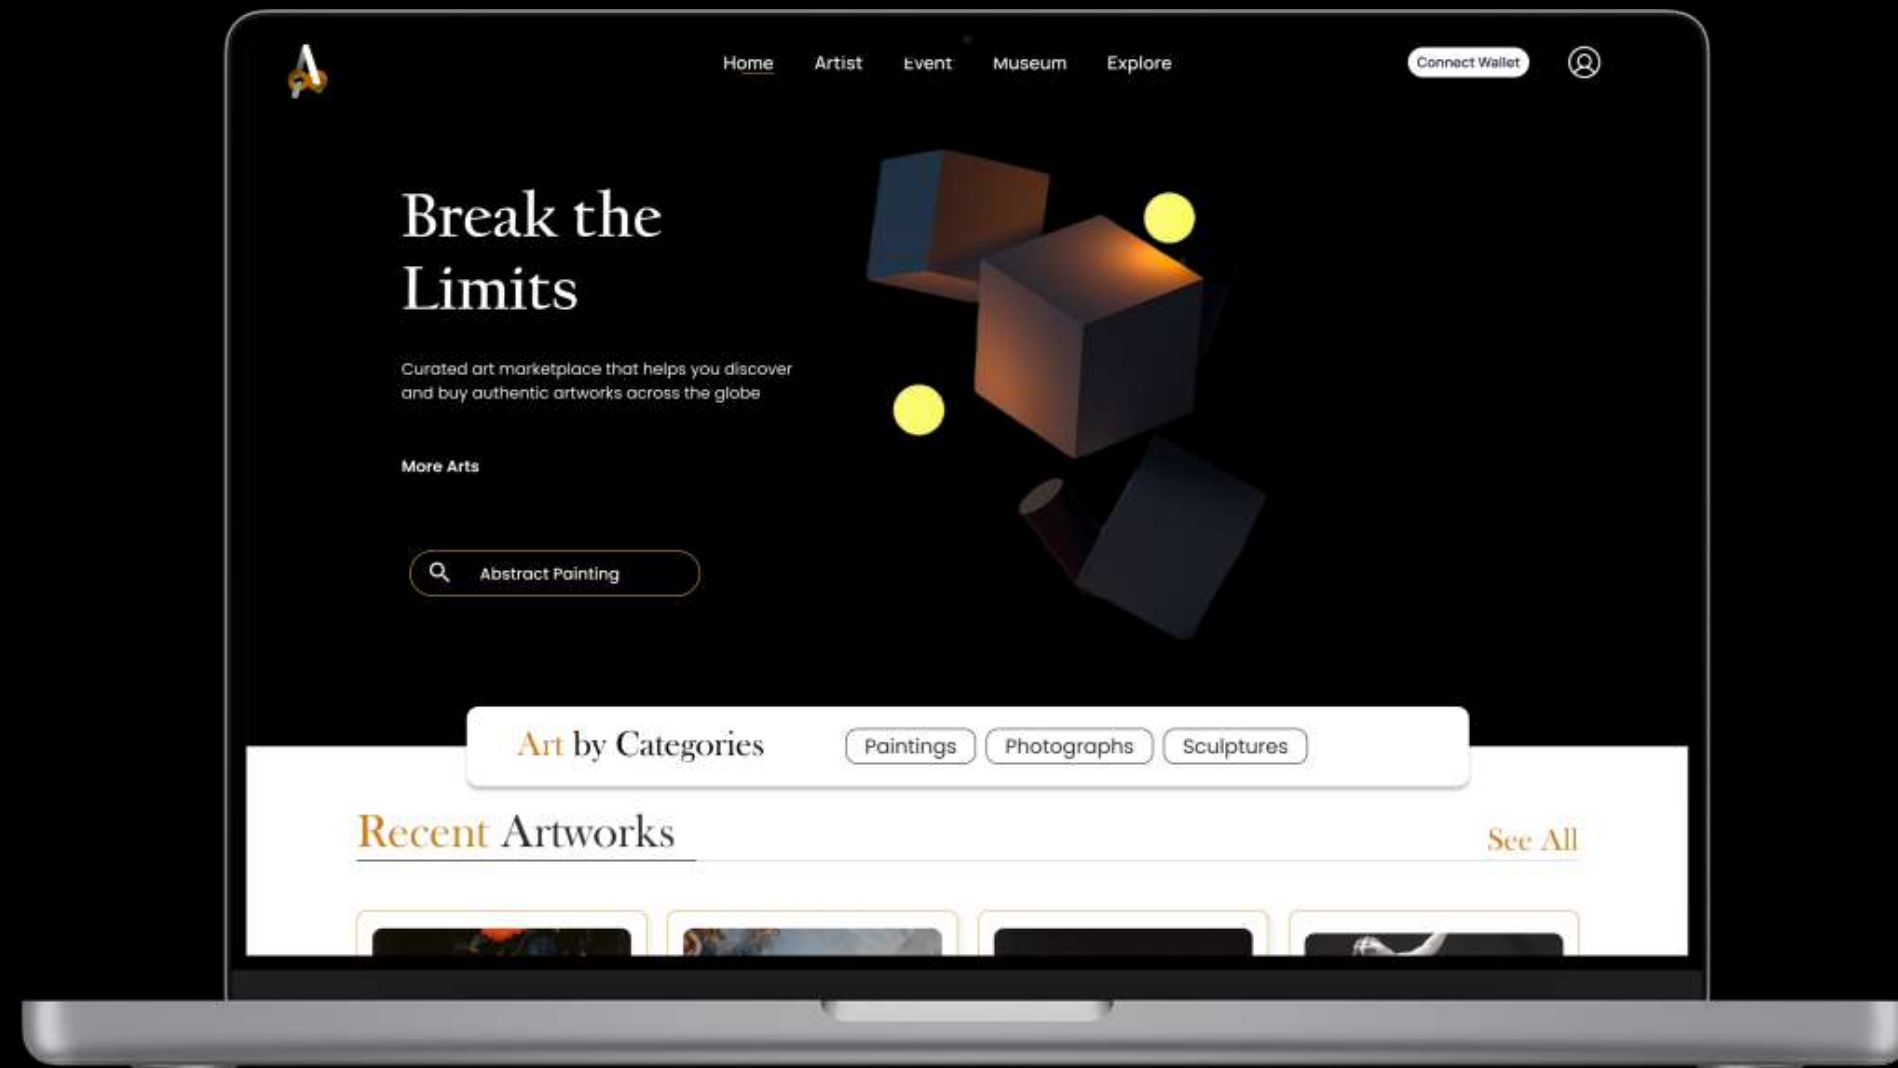 Home Artist Event Museum Explore Connect Wallet
Break the
Limits
Curated art marketplace that helps you discover
and buy authentic artworks across the globe
More Arts
Abstract Painting
Art by Categories Paintings Photographs Sculptures
Recent Artworks See All